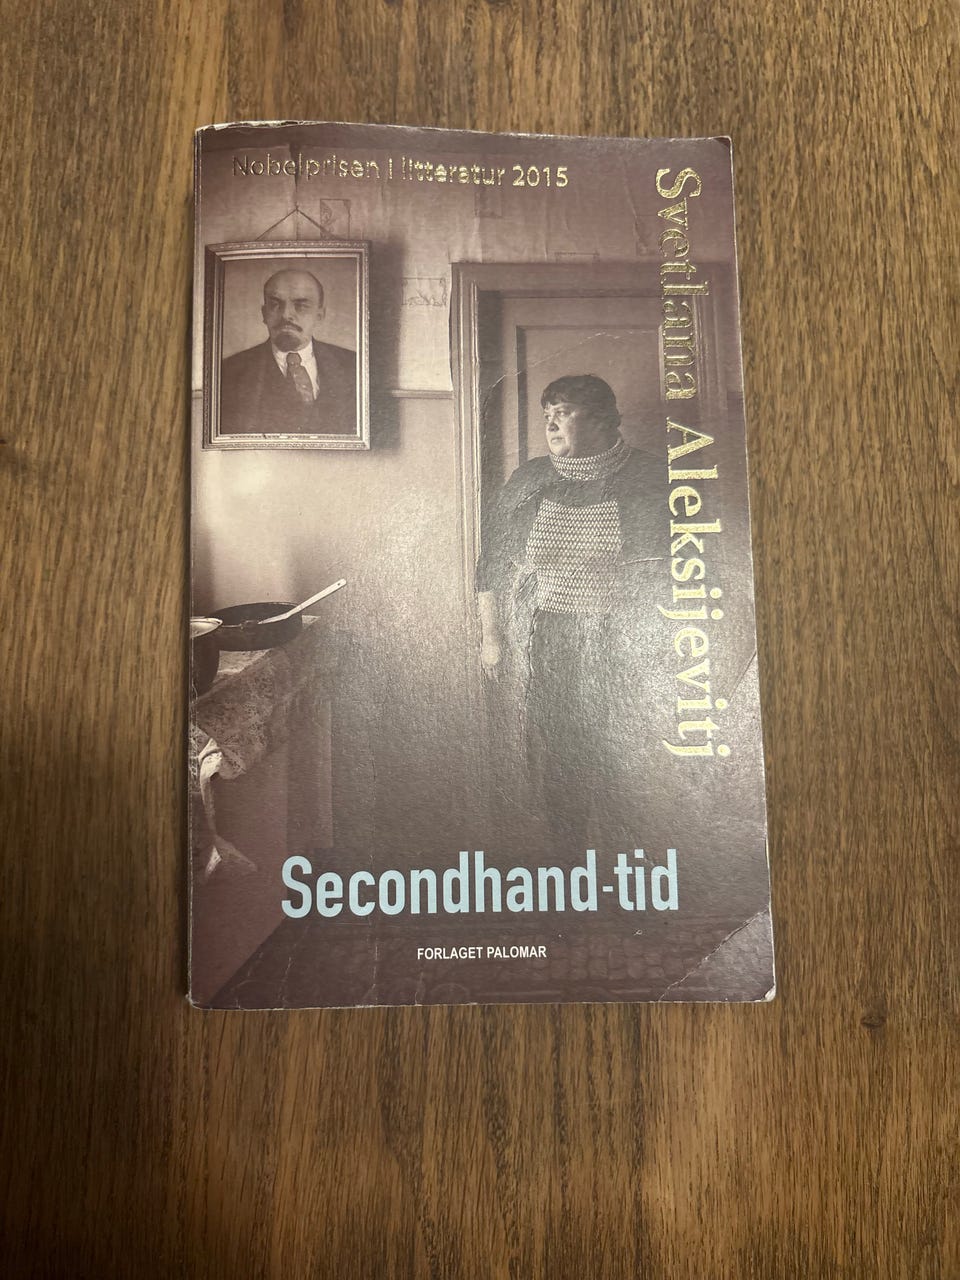 Nobelprisen i litteratur 2015
Svetlana Aleksijevitj
Secondhand-tid
FORLAGET PALOMAR